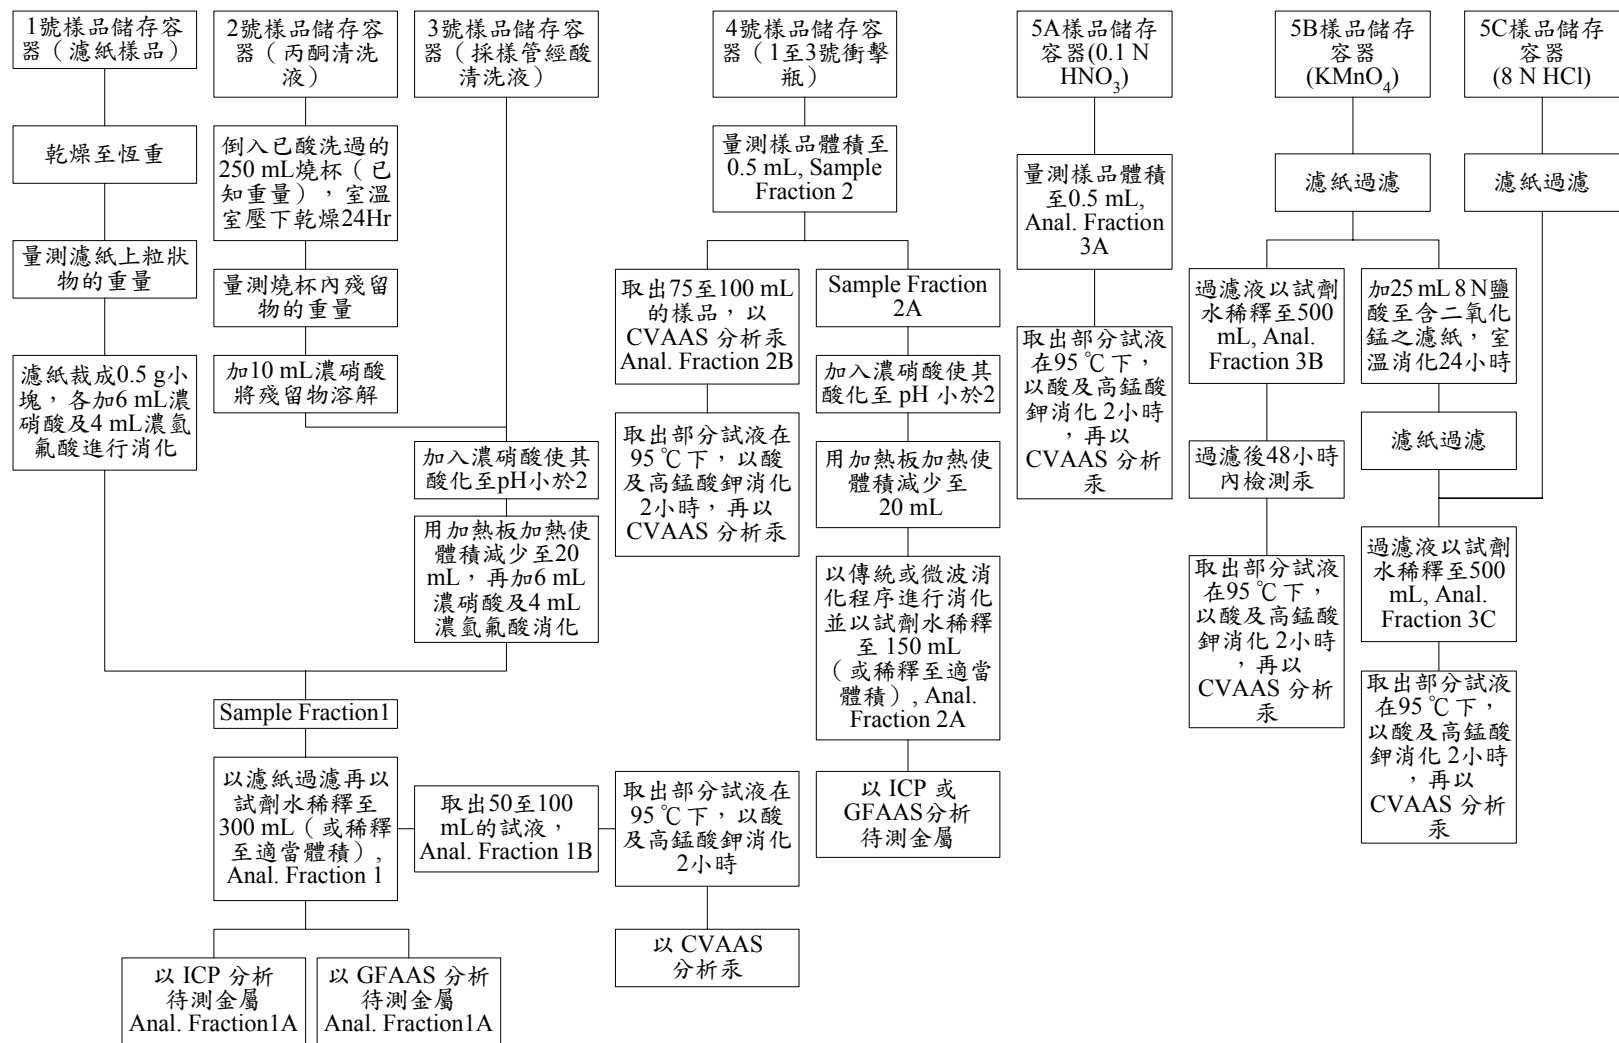 1號樣品儲存容
器（濾紙樣品）
2號樣品儲存容
器（丙酮清洗
液）
3號樣品儲存容
器（採樣管經酸
清洗液）
4號樣品儲存容
器（1至3號衝擊
瓶）
5A樣品儲存
容器(0.1 N
HNO3)
5B樣品儲存
容器
(KMnO4)
5C樣品儲存
容器
(8 N HCl)
乾燥至恆重
倒入已酸洗過的
250 mL燒杯（已
知重量），室溫
室壓下乾燥24Hr
量測樣品體積至
0.5 mL, Sample
Fraction 2
量測樣品體積
至0.5 mL,
Anal. Fraction
3A
濾紙過濾
濾紙過濾
量測濾紙上粒狀
物的重量
量測燒杯內殘留
物的重量
取出75至100 mL
的樣品，以
CVAAS 分析汞
Anal. Fraction 2B
Sample Fraction
2A
過濾液以試劑
水稀釋至500
mL, Anal.
Fraction 3B
加25 mL 8 N鹽
酸至含二氧化
錳之濾紙，室
溫消化24小時
濾紙裁成0.5 g小
塊，各加6 mL濃
硝酸及4 mL濃氫
氟酸進行消化
加10 mL濃硝酸
將殘留物溶解
加入濃硝酸使其
酸化至 pH 小於2
取出部分試液
在95 ℃下，
以酸及高錳酸
鉀消化 2小時
，再以
CVAAS 分析
汞
加入濃硝酸使其
酸化至pH小於2
取出部分試液在
95℃下，以酸
及高錳酸鉀消化
2小時，再以
CVAAS 分析汞
用加熱板加熱使
體積減少至
20 mL
過濾後48小時
內檢測汞
濾紙過濾
用加熱板加熱使
體積減少至20
mL，再加6 mL
濃硝酸及4 mL
濃氫氟酸消化
以傳統或微波消
化程序進行消化
並以試劑水稀釋
至 150 mL
（或稀釋至適當
體積）, Anal.
Fraction 2A
取出部分試液
在95 ℃下，
以酸及高錳酸
鉀消化 2小時
，再以
CVAAS 分析
汞
過濾液以試劑
水稀釋至500
mL, Anal.
Fraction 3C
Sample Fraction1
取出部分試液
在95 ℃下，
以酸及高錳酸
鉀消化 2小時
，再以
CVAAS 分析
汞
以濾紙過濾再以
試劑水稀釋至
300 mL（或稀釋
至適當體積）,
Anal. Fraction 1
取出50至100
mL的試液，
Anal. Fraction 1B
取出部分試液在
95℃下，以酸
及高錳酸鉀消化
2小時
以 ICP 或
GFAAS分析
待測金屬
以 CVAAS
分析汞
以 ICP 分析
待測金屬
Anal. Fraction1A
以 GFAAS 分析
待測金屬
Anal. Fraction1A